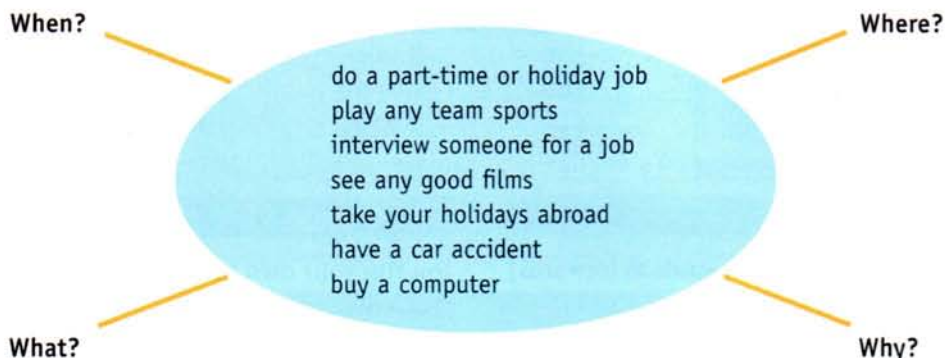 When?
Where?
do a part-time or holiday job
play any team sports
interview someone for a job
see any good films
take your holidays abroad
have a car accident
buy a computer
What?
Why?